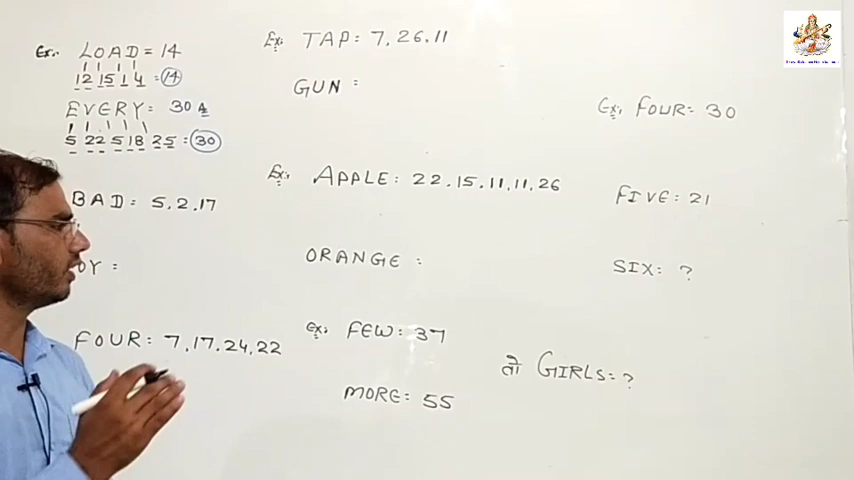 Ex:. LOAD = 14
12 15 1 4 = 14
EVERY: 30
5 22 5 18 25 = 30
BAD: 5.2.17
OY :
FOUR: 7.17.24.22
Ex: TAP: 7.26.11
GUN :
Ex: APPLE: 22.15.11.11.26
ORANGE :
Ex: FEW: 37
MORE: 55
Ex: FOUR: 30
FIVE: 21
SIX: ?
तो GIRLS: ?